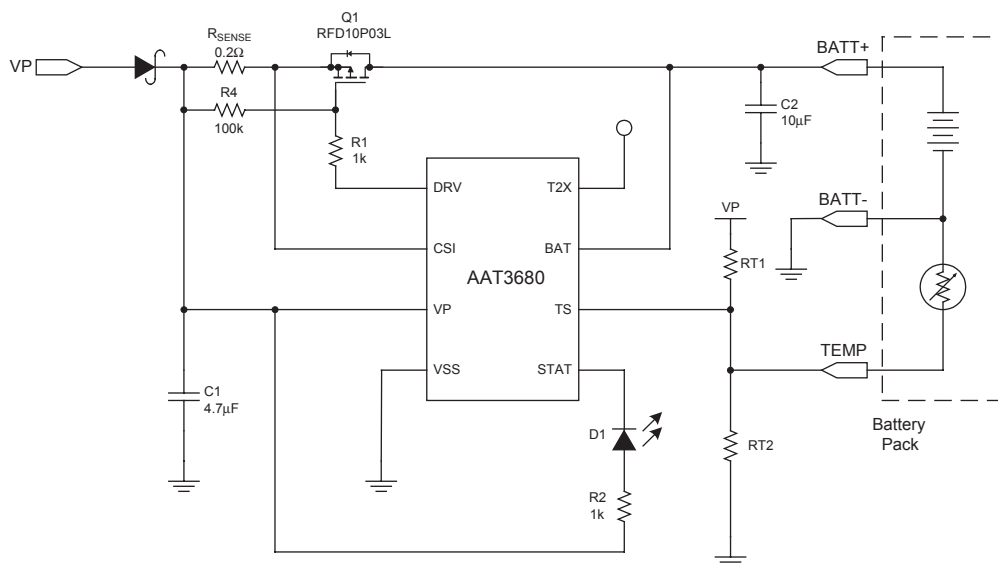 Q1
RFD10P03L
RSENSE
0.2Ω
VP
BATT+
R4
100k
C2
10μF
R1
1k
DRV
T2X
VP
BATT-
CSI
BAT
RT1
AAT3680
VP
TS
TEMP
VSS
STAT
C1
4.7μF
D1
Battery
Pack
RT2
R2
1k